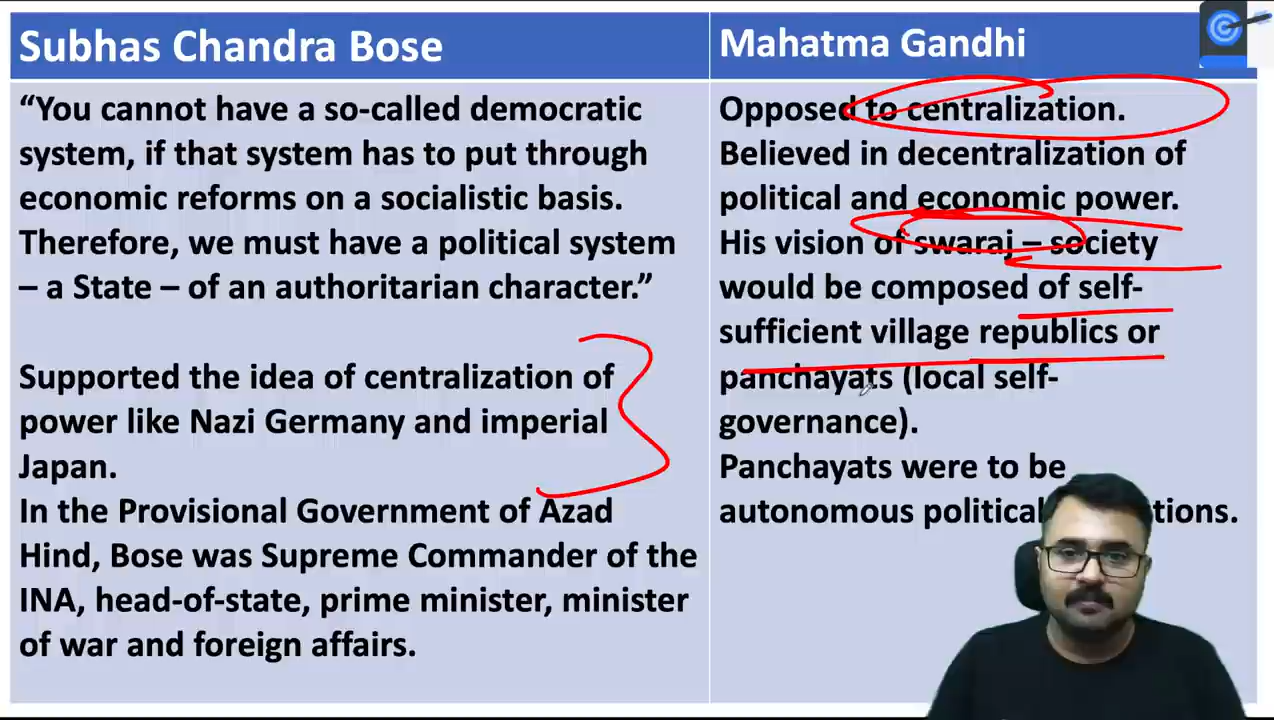 Subhas Chandra Bose
“You cannot have a so-called democratic
system, if that system has to put through
economic reforms on a socialistic basis.
Therefore, we must have a political system
– a State – of an authoritarian character.”
Supported the idea of centralization of
power like Nazi Germany and imperial
Japan.
In the Provisional Government of Azad
Hind, Bose was Supreme Commander of the
INA, head-of-state, prime minister, minister
of war and foreign affairs.
Mahatma Gandhi
Opposed to centralization.
Believed in decentralization of
political and economic power.
His vision of swaraj – society
would be composed of self-
sufficient village republics or
panchayats (local self-
governance).
Panchayats were to be
autonomous political